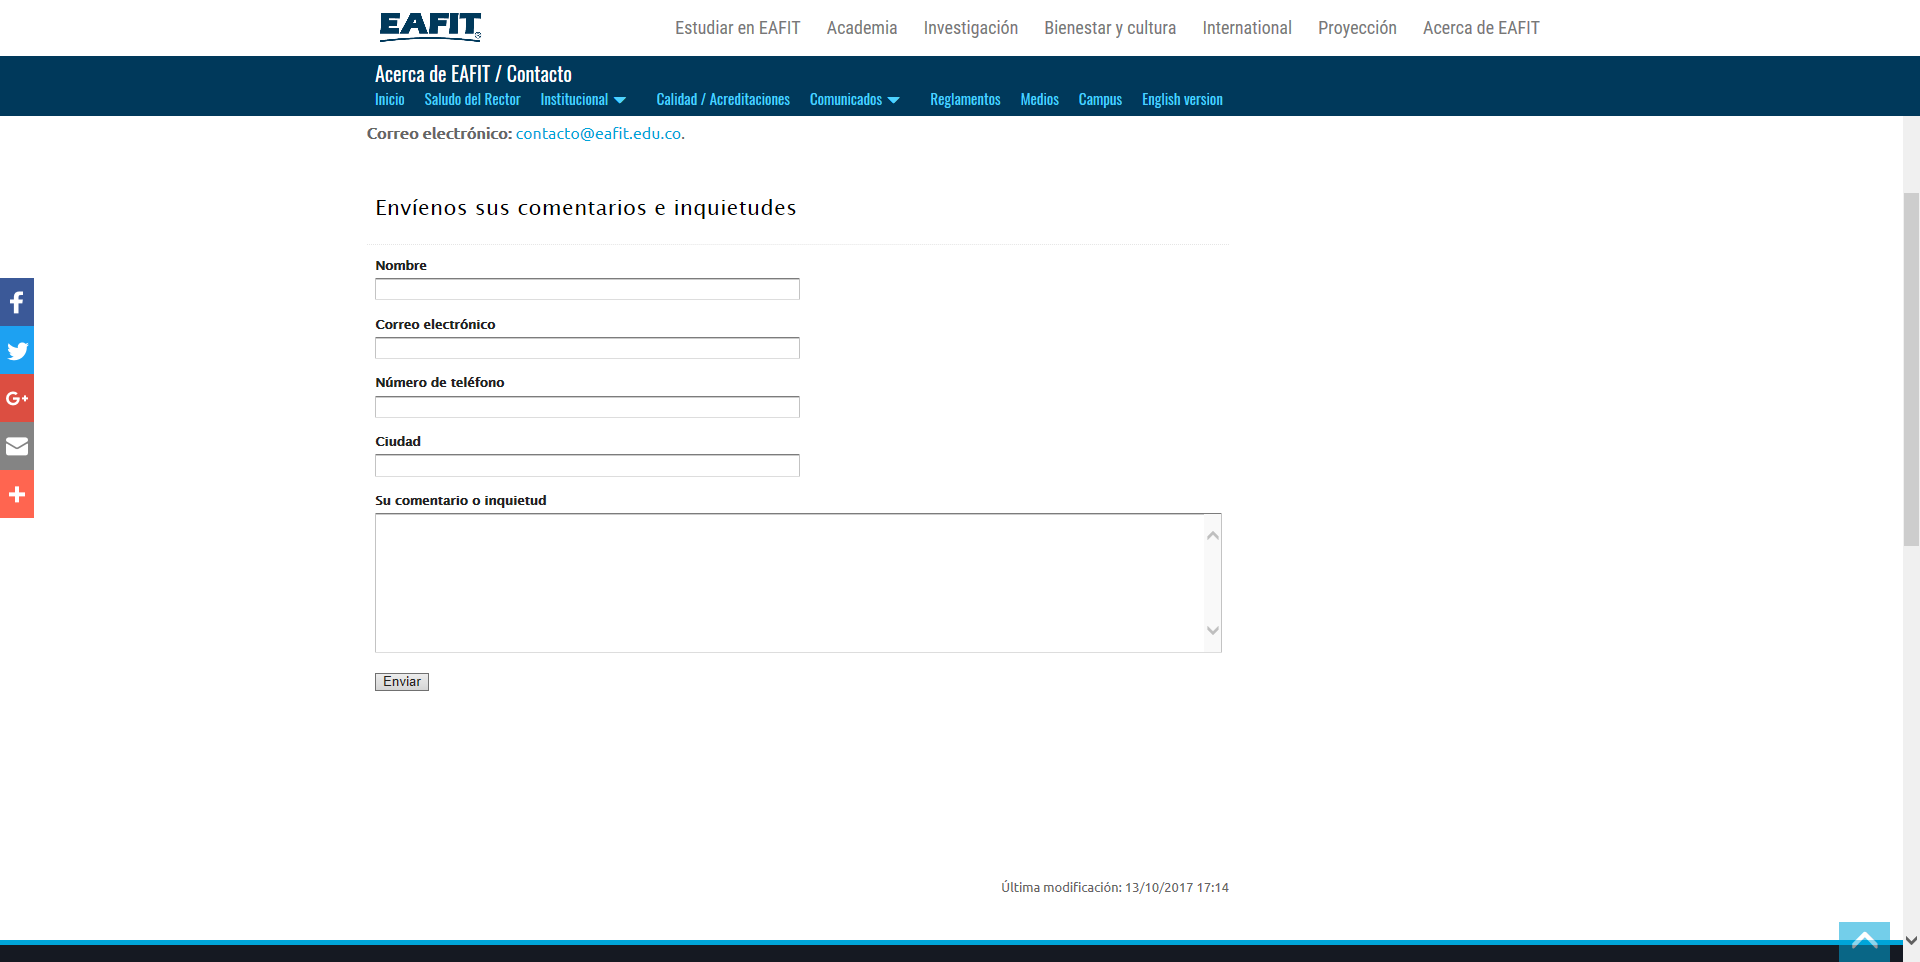 EAFIT
Estudiar en EAFIT Academia Investigación Bienestar y cultura International Proyección Acerca de EAFIT
Acerca de EAFIT / Contacto
Inicio Saludo del Rector Institucional Calidad / Acreditaciones Comunicados Reglamentos Medios Campus English version
Correo electrónico: contacto@eafit.edu.co.
Envíenos sus comentarios e inquietudes
Nombre
Correo electrónico
Número de teléfono
Ciudad
Su comentario o inquietud
Enviar
Última modificación: 13/10/2017 17:14